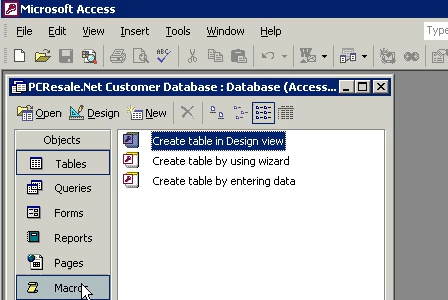 Microsoft Access
File Edit View Insert Tools Window Help Type
PCResale.Net Customer Database : Database (Access...
Open Design New
Objects
Tables
Queries
Forms
Reports
Pages
Macro
Create table in Design view
Create table by using wizard
Create table by entering data